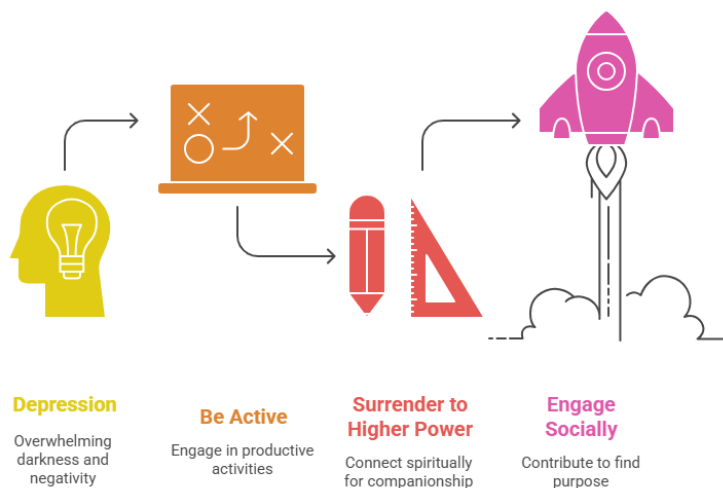 Depression
Overwhelming
darkness and
negativity
Be Active
Engage in productive
activities
Surrender to
Higher Power
Connect spiritually
for companionship
Engage
Socially
Contribute to find
purpose